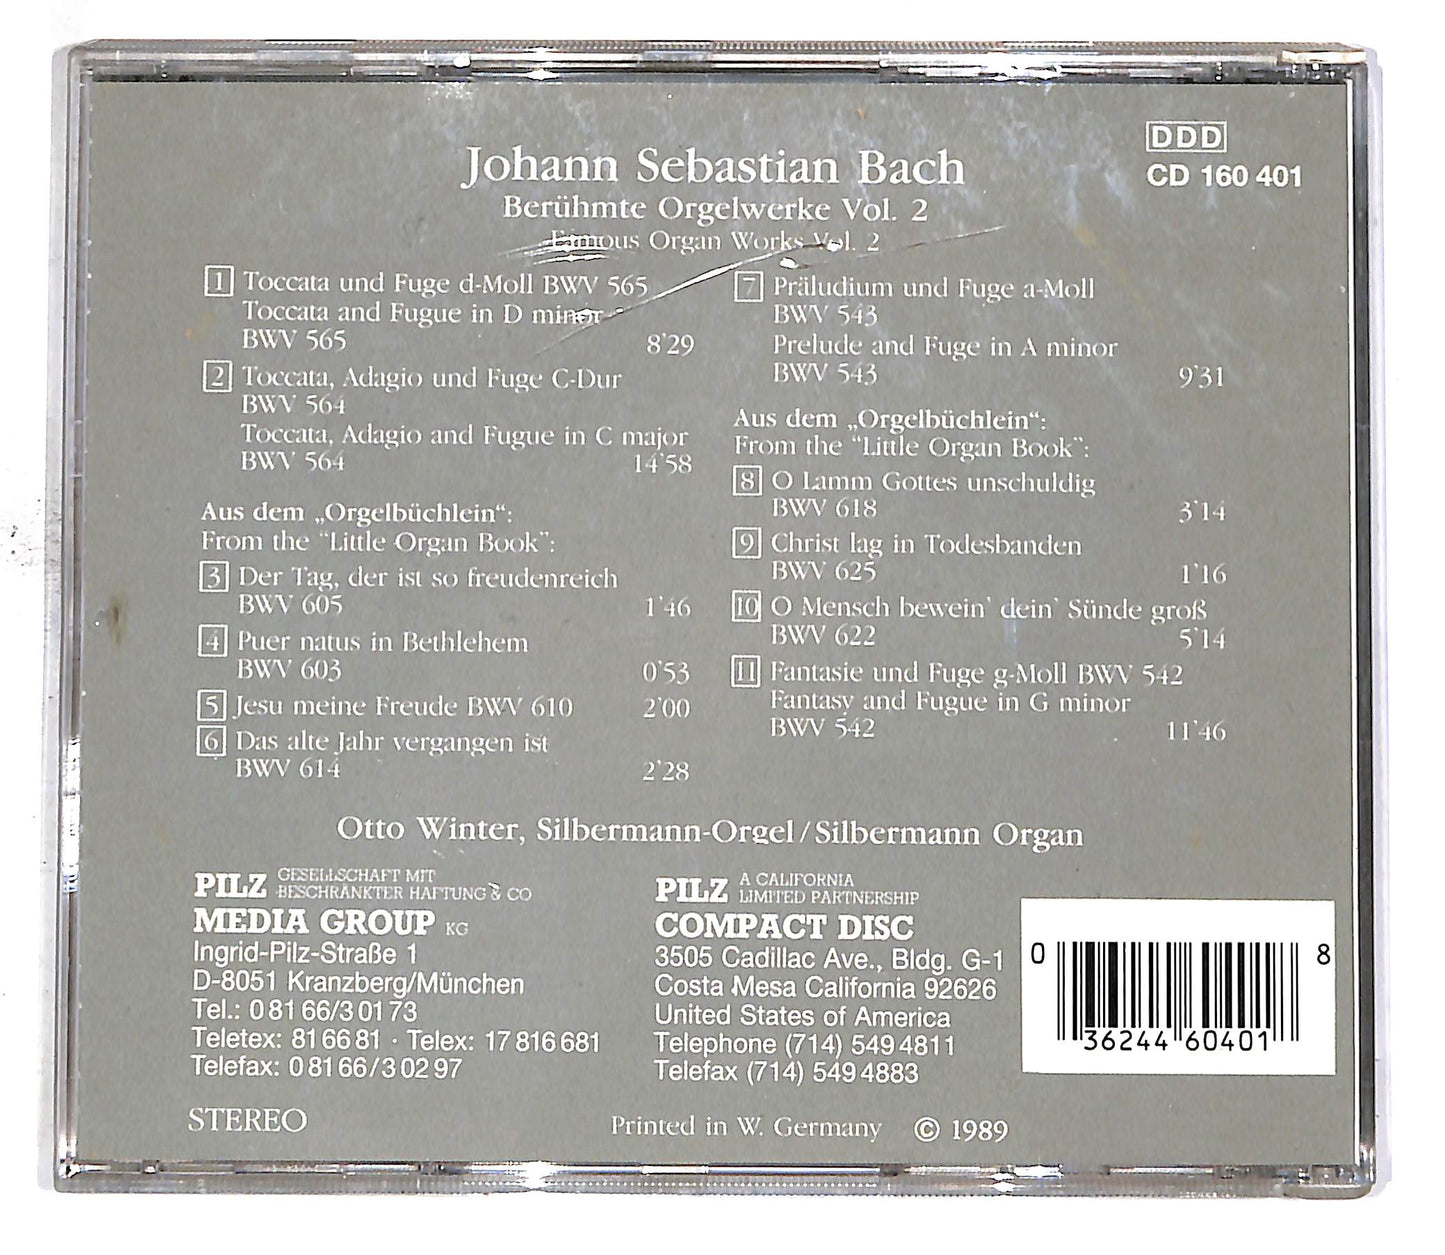 DDD
CD 160 401
Johann Sebastian Bach
Berühmte Orgelwerke Vol. 2
Famous Organ Works Vol. 2
1 Toccata und Fuge d-Moll BWV 565
Toccata and Fugue in D minor
BWV 565 8'29
2 Toccata, Adagio und Fuge C-Dur
BWV 564
Toccata, Adagio and Fugue in C major
BWV 564 14'58
Aus dem „Orgelbüchlein“:
From the “Little Organ Book”:
3 Der Tag, der ist so freudenreich
BWV 605 1'46
4 Puer natus in Bethlehem
BWV 603 0'53
5 Jesu meine Freude BWV 610 2'00
6 Das alte Jahr vergangen ist
BWV 614 2'28
7 Präludium und Fuge a-Moll
BWV 543
Prelude and Fuge in A minor
BWV 543 9'31
Aus dem „Orgelbüchlein“:
From the “Little Organ Book”:
8 O Lamm Gottes unschuldig
BWV 618 3'14
9 Christ lag in Todesbanden
BWV 625 1'16
10 O Mensch bewein' dein' Sünde groß
BWV 622 5'14
11 Fantasie und Fuge g-Moll BWV 542
Fantasy and Fugue in G minor
BWV 542 11'46
Otto Winter, Silbermann-Orgel/Silbermann Organ
PILZ GESELLSCHAFT MIT
BESCHRÄNKTER HAFTUNG & CO
MEDIA GROUP KG
Ingrid-Pilz-Straße 1
D-8051 Kranzberg/München
Tel.: 0 81 66/3 01 73
Teletex: 81 66 81 · Telex: 17 816 681
Telefax: 0 81 66/3 02 97
PILZ A CALIFORNIA
LIMITED PARTNERSHIP
COMPACT DISC
3505 Cadillac Ave., Bldg. G-1
Costa Mesa California 92626
United States of America
Telephone (714) 549 4811
Telefax (714) 549 4883
0 36244 60401 8
STEREO
Printed in W. Germany © 1989